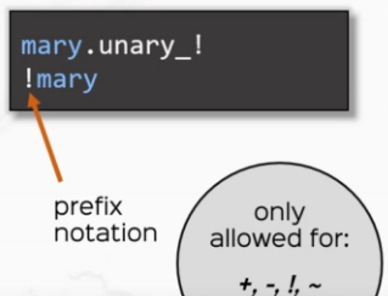 mary.unary_!
!mary
prefix
notation
only
allowed for:
+, -, !, ~